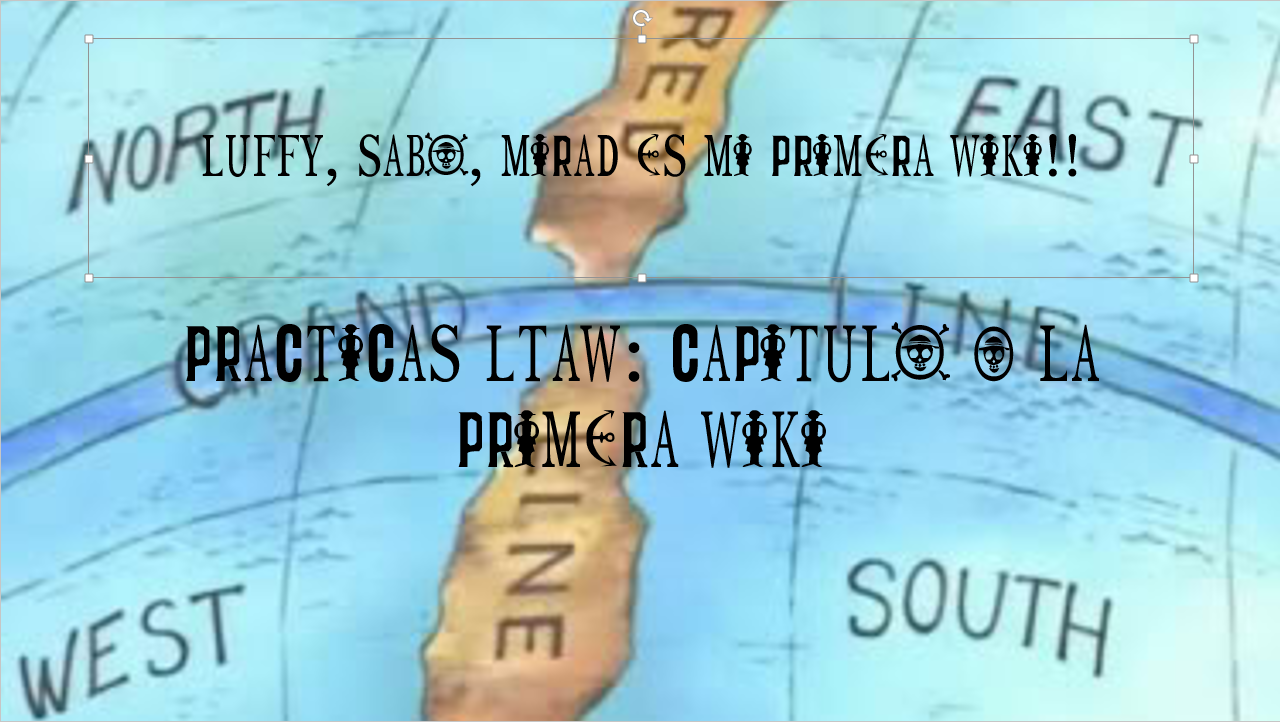 RED
NORTH
EAST
LUFFY, SABO, MIRAD ES MI PRIMERA WIKI!!
GRAND LINE
PRACTICAS LTAW: CAPITULO 0 LA
PRIMERA WIKI
LINE
WEST
SOUTH